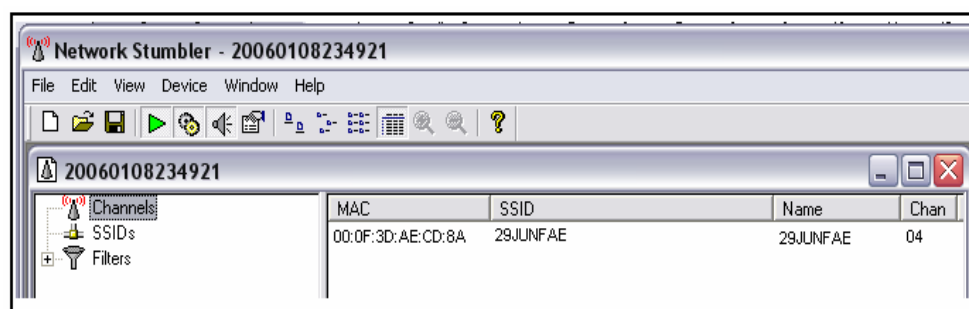 Network Stumbler - 20060108234921
File Edit View Device Window Help
20060108234921
Channels
SSIDs
Filters
MAC SSID Name Chan
00:0F:3D:AE:CD:8A 29JUNFAE 29JUNFAE 04